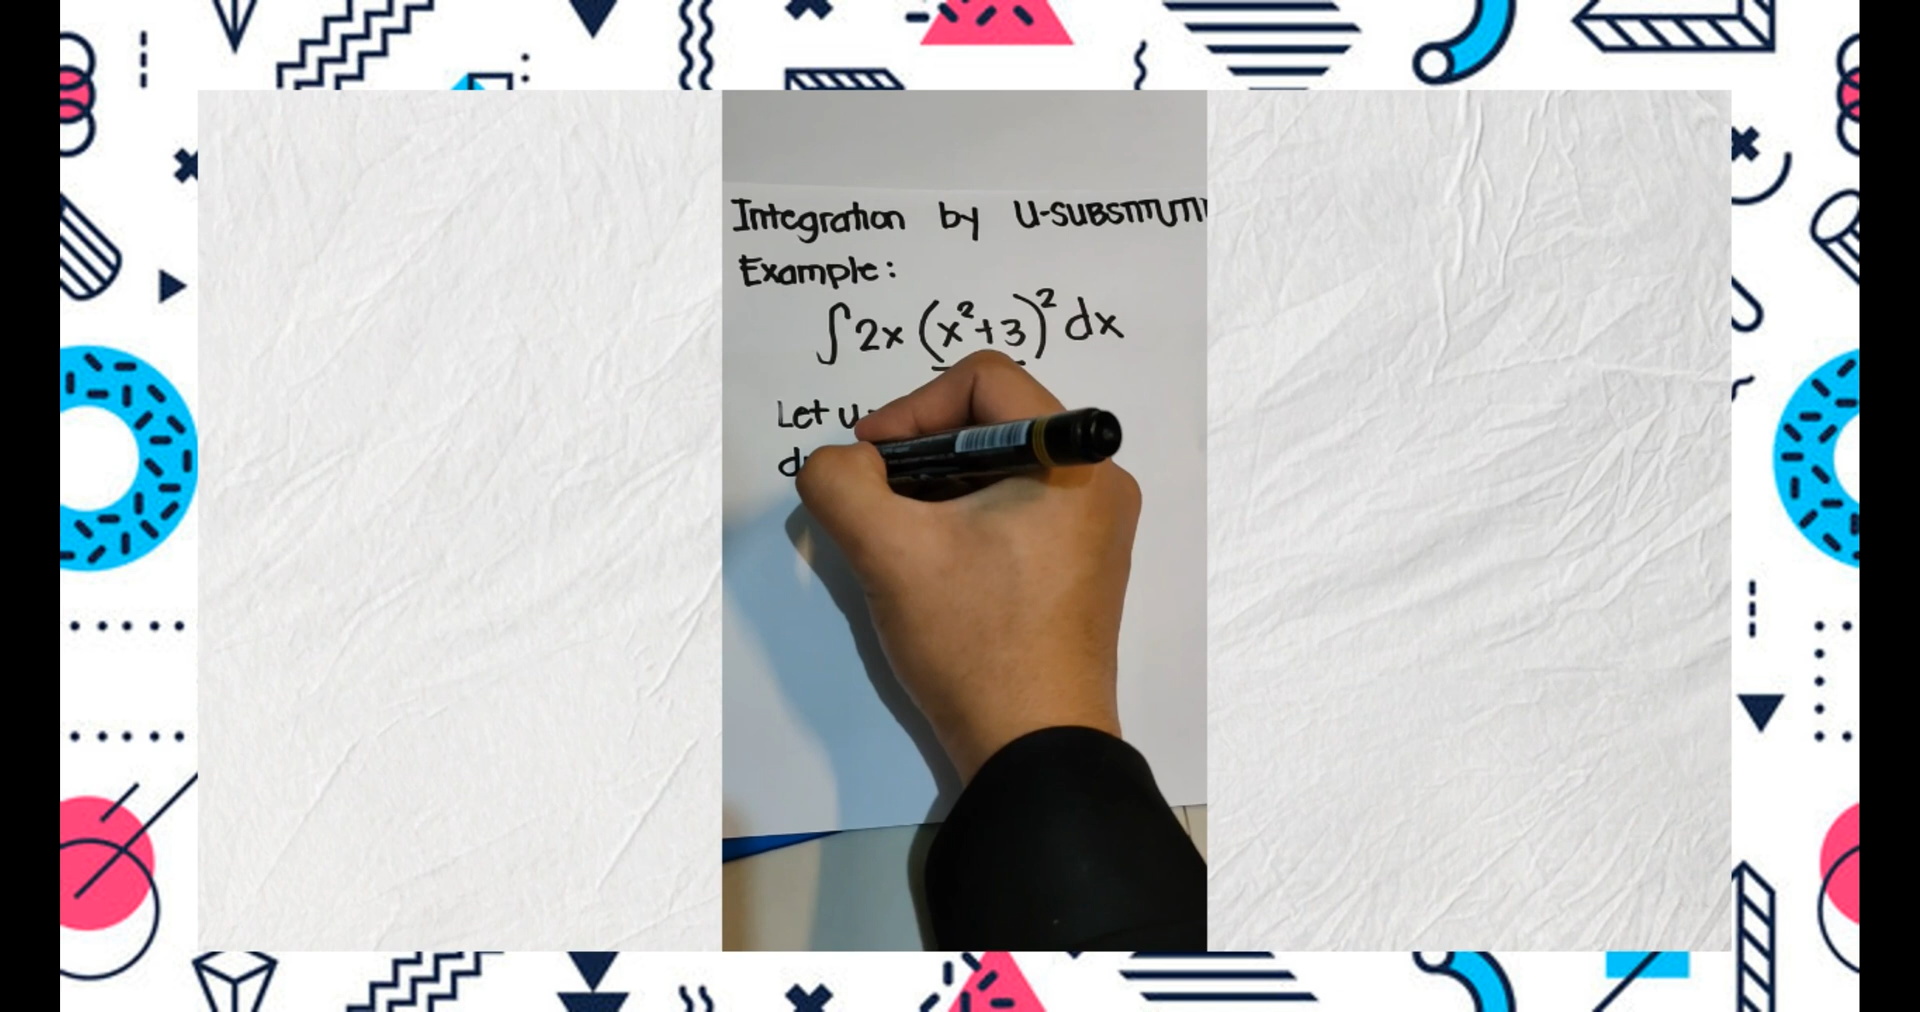 Integration by U-SUBSTITUTI
Example:
∫ 2x (x²+3)² dx
Let u
d